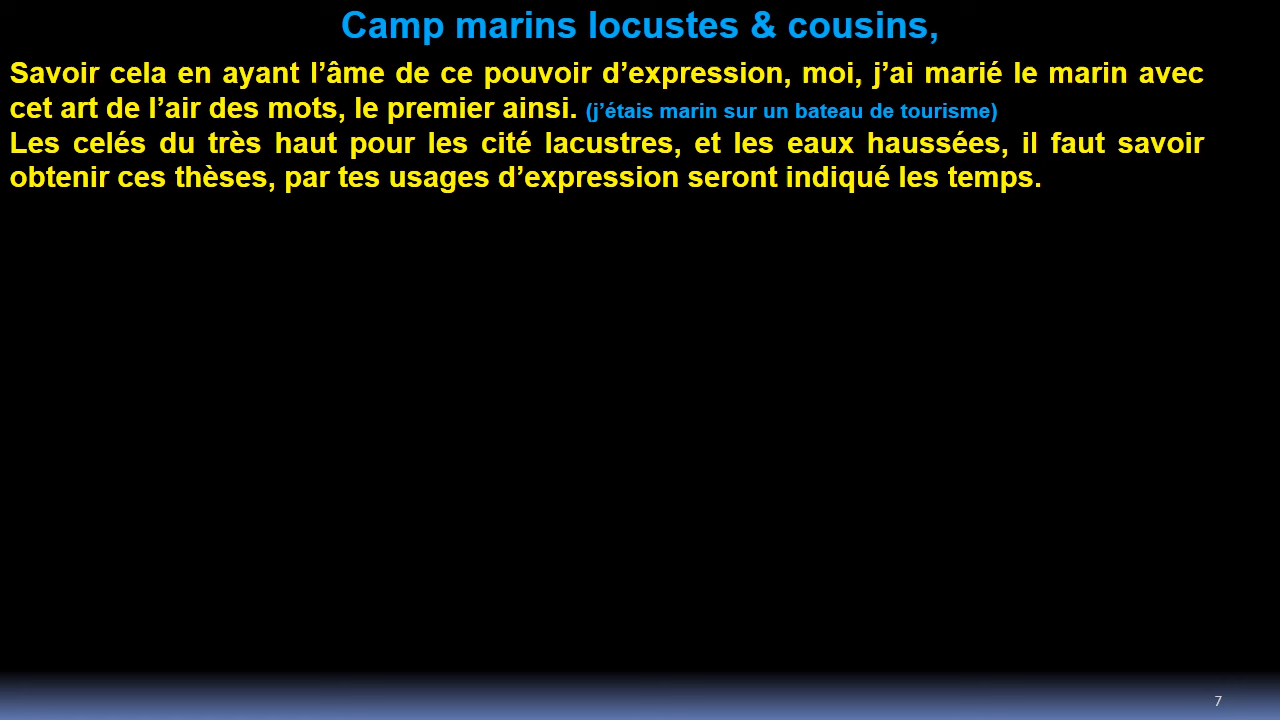 Camp marins locustes & cousins,
Savoir cela en ayant l’âme de ce pouvoir d’expression, moi, j’ai marié le marin avec
cet art de l’air des mots, le premier ainsi. (j’étais marin sur un bateau de tourisme)
Les celés du très haut pour les cité lacustres, et les eaux haussées, il faut savoir
obtenir ces thèses, par tes usages d’expression seront indiqué les temps.
7